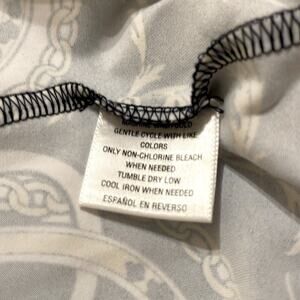 GENTLE CYCLE WITH LIKE
COLORS
ONLY NON-CHLORINE BLEACH
WHEN NEEDED
TUMBLE DRY LOW
COOL IRON WHEN NEEDED
ESPAÑOL EN REVERSO